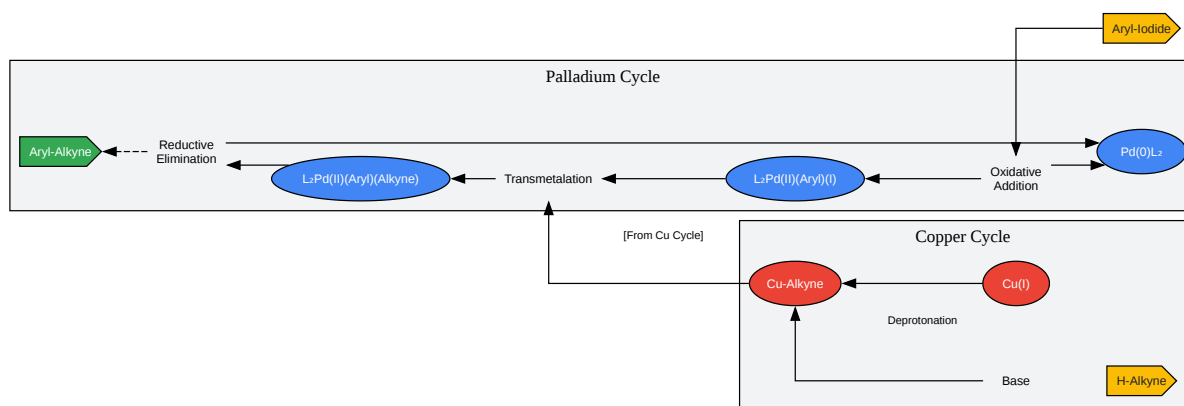 Aryl-Iodide
Palladium Cycle
Aryl-Alkyne
Reductive
Elimination
L₂Pd(II)(Aryl)(Alkyne)
Transmetalation
L₂Pd(II)(Aryl)(I)
Oxidative
Addition
Pd(0)L₂
[From Cu Cycle]
Copper Cycle
Cu-Alkyne
Cu(I)
Deprotonation
Base
H-Alkyne